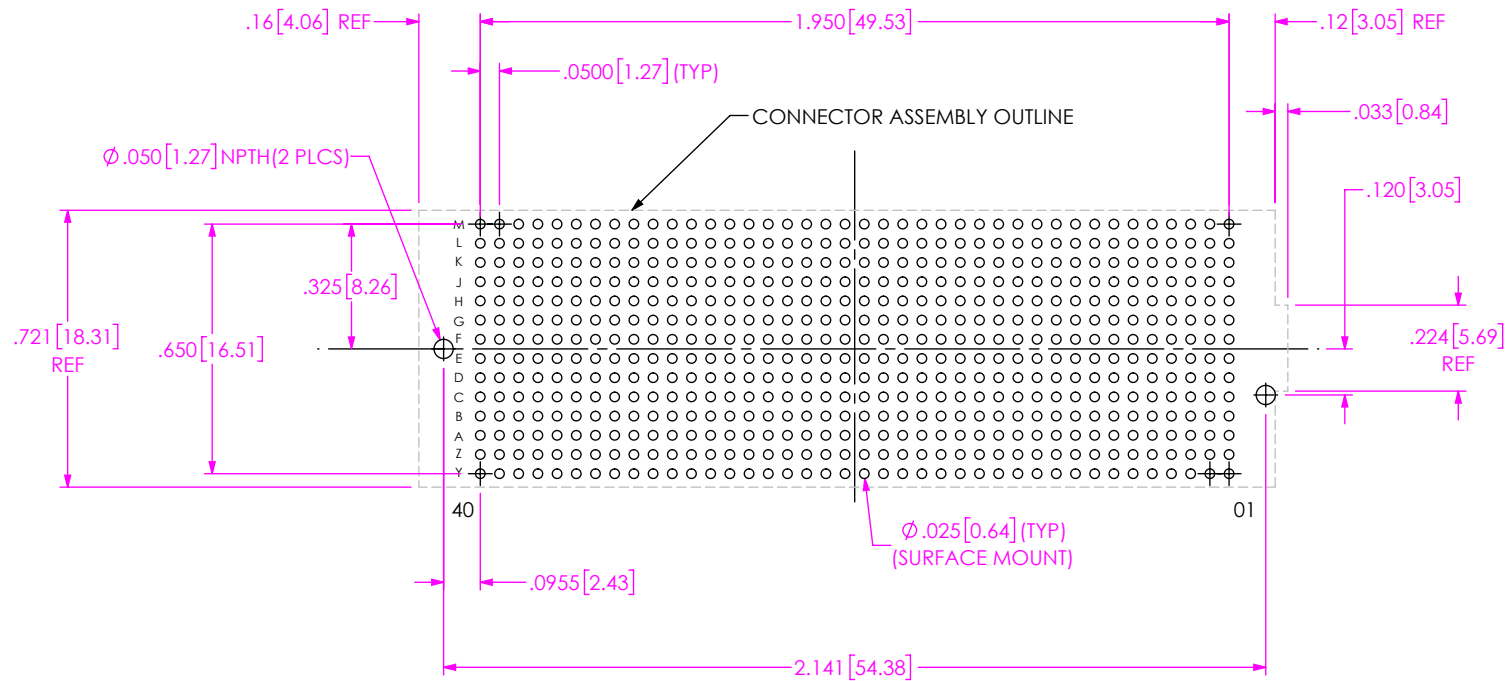 .16[4.06] REF
1.950[49.53]
.12[3.05] REF
.0500[1.27](TYP)
CONNECTOR ASSEMBLY OUTLINE
.033[0.84]
Ø.050[1.27]NPTH(2 PLCS)
.120[3.05]
M
L
K
J
H
G
F
E
D
C
B
A
Z
Y
.325[8.26]
.721[18.31]
REF
.650[16.51]
.224[5.69]
REF
40
01
Ø.025[0.64](TYP)
(SURFACE MOUNT)
.0955[2.43]
2.141[54.38]